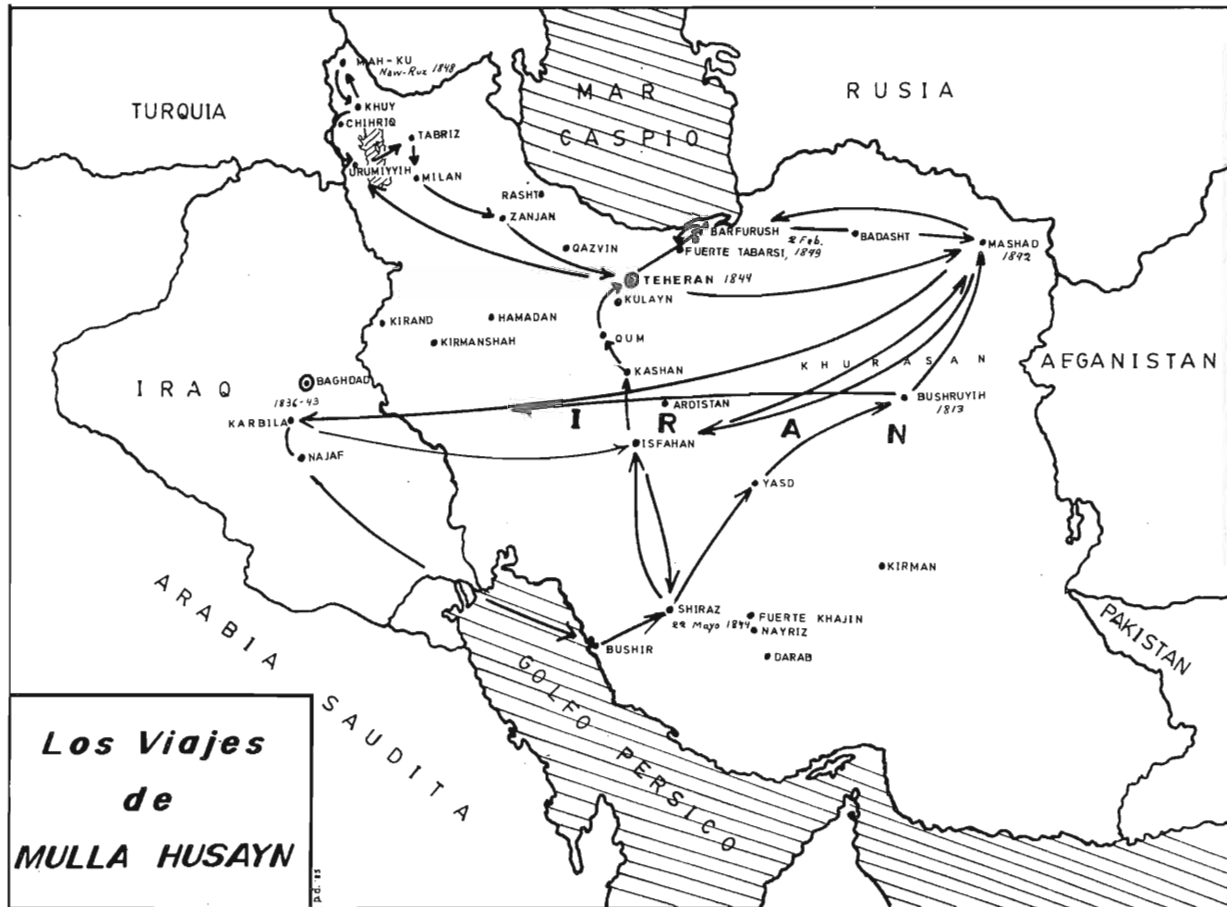 MAH-KU
Naw-Ruz 1848
TURQUIA
KHUY
CHIHRIQ
TABRIZ
URUMIYYIH
MILAN
MAR
CASPIO
RUSIA
RASHT
ZANJAN
QAZVIN
BARFURUSH
2 Feb.
BADASHT
FUERTE TABARSI, 1849
MASHAD
1842
TEHERAN 1844
KULAYN
KIRAND
HAMADAN
KIRMANSHAH
QUM
KASHAN
KHURASAN
AFGANISTAN
IRAQ
BAGHDAD
1836-43
KARBILA
NAJAF
ARDISTAN
BUSHRUYIH
1813
IRAN
ISFAHAN
YASD
KIRMAN
SHIRAZ
22 Mayo 1844
FUERTE KHAJIN
NAYRIZ
DARAB
BUSHIR
PAKISTAN
ARABIA SAUDITA
GOLFO PERSICO
Los Viajes
de
MULLA HUSAYN